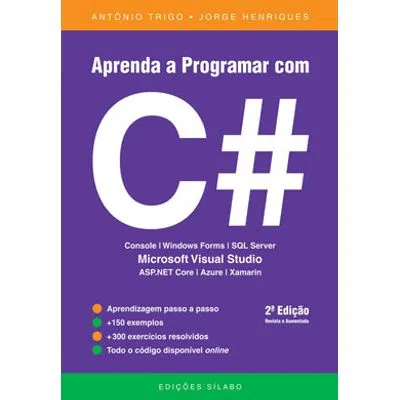 ANTÓNIO TRIGO • JORGE HENRIQUES
Aprenda a Programar com
C#
Console | Windows Forms | SQL Server
Microsoft Visual Studio
ASP.NET Core | Azure | Xamarin
Aprendizagem passo a passo
+150 exemplos
+300 exercícios resolvidos
Todo o código disponível online
2ª Edição
Revista e Aumentada
EDIÇÕES SÍLABO